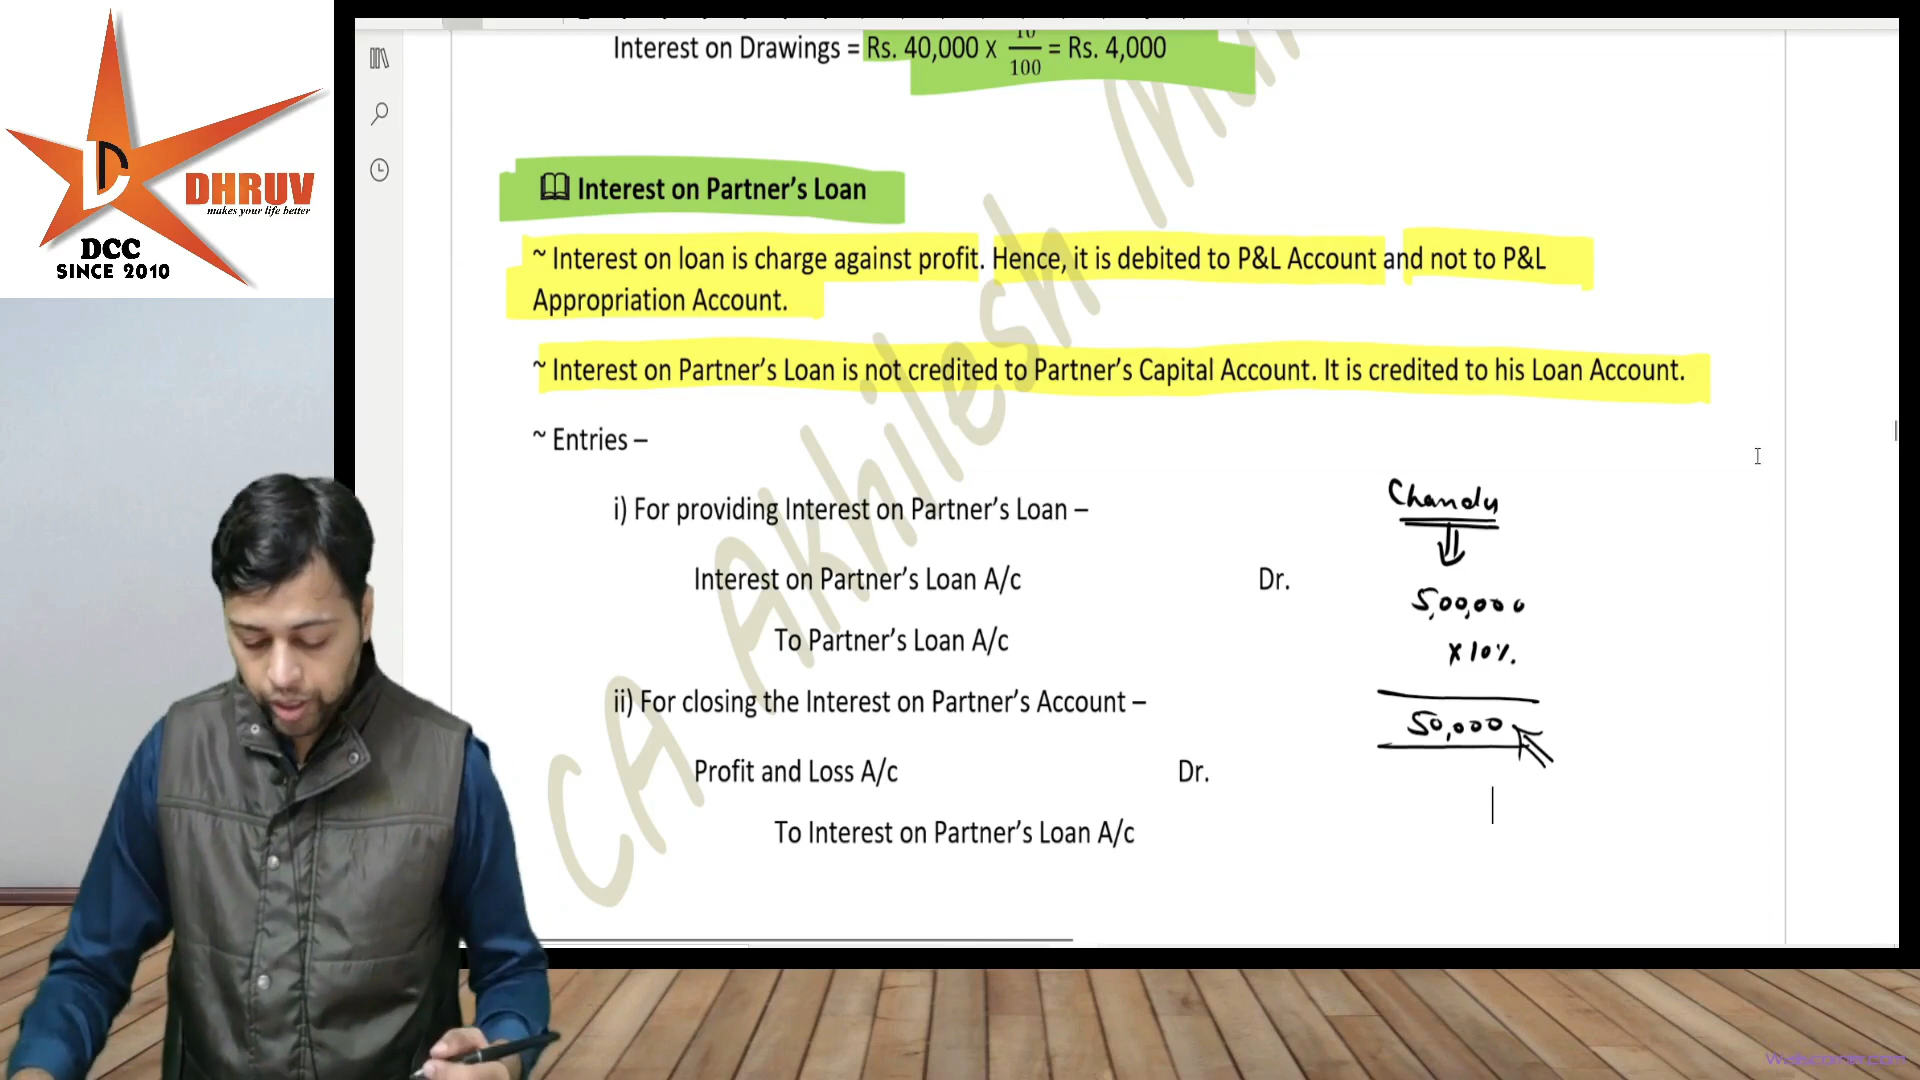 Interest on Drawings = Rs. 40,000 x 10/100 = Rs. 4,000
DHRUV
makes your life better
DCC
SINCE 2010
Interest on Partner’s Loan
~ Interest on loan is charge against profit. Hence, it is debited to P&L Account and not to P&L
Appropriation Account.
~ Interest on Partner’s Loan is not credited to Partner’s Capital Account. It is credited to his Loan Account.
~ Entries –
i) For providing Interest on Partner’s Loan –
Interest on Partner’s Loan A/c Dr.
To Partner’s Loan A/c
ii) For closing the Interest on Partner’s Account –
Profit and Loss A/c Dr.
To Interest on Partner’s Loan A/c
5,00,000
x 10%.
50,000
CA Akhilesh